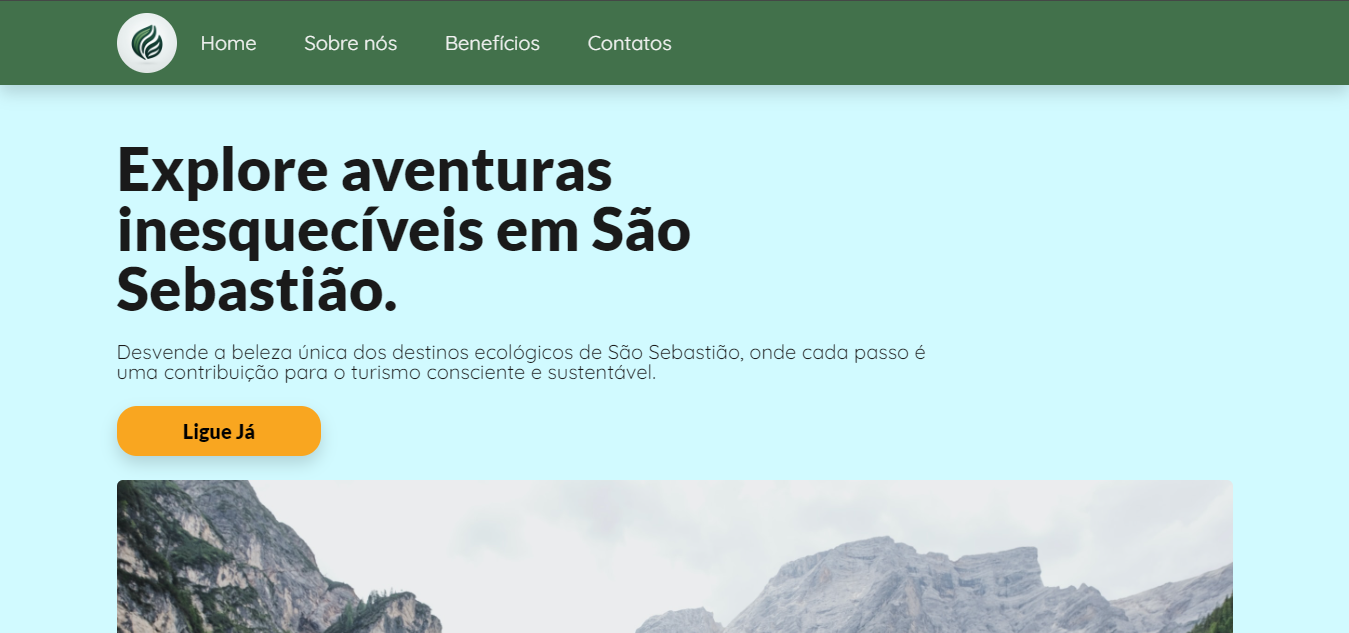 Home Sobre nós Benefícios Contatos
Explore aventuras
inesquecíveis em São
Sebastião.
Desvende a beleza única dos destinos ecológicos de São Sebastião, onde cada passo é
uma contribuição para o turismo consciente e sustentável.
Ligue Já